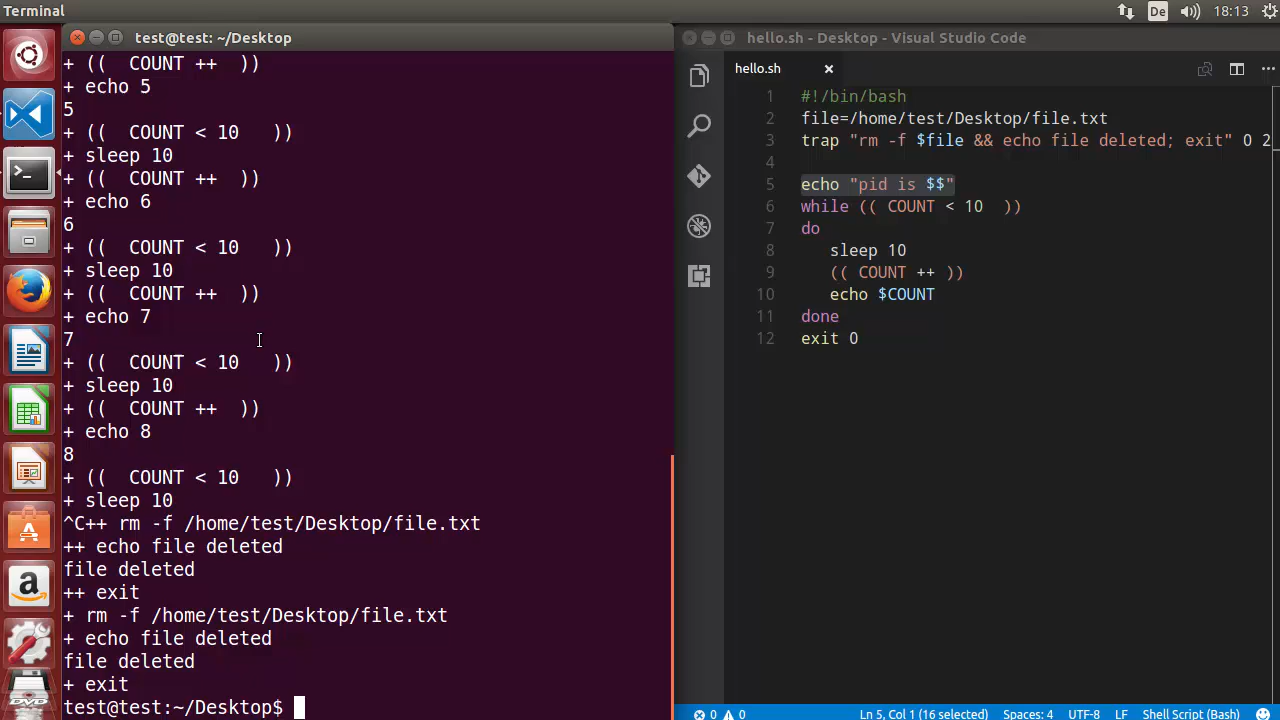 Terminal
De
18:13
test@test: ~/Desktop
+ ((  COUNT ++  ))
+ echo 5
5
+ ((  COUNT < 10   ))
+ sleep 10
+ ((  COUNT ++  ))
+ echo 6
6
+ ((  COUNT < 10   ))
+ sleep 10
+ ((  COUNT ++  ))
+ echo 7
7
+ ((  COUNT < 10   ))
+ sleep 10
+ ((  COUNT ++  ))
+ echo 8
8
+ ((  COUNT < 10   ))
+ sleep 10
^C++ rm -f /home/test/Desktop/file.txt
++ echo file deleted
file deleted
++ exit
+ rm -f /home/test/Desktop/file.txt
+ echo file deleted
file deleted
+ exit
test@test:~/Desktop$
hello.sh - Desktop - Visual Studio Code
hello.sh
1 #!/bin/bash
2 file=/home/test/Desktop/file.txt
3 trap "rm -f $file && echo file deleted; exit" 0 2
4
5 echo "pid is $$"
6 while (( COUNT < 10  ))
7 do
8    sleep 10
9    (( COUNT ++ ))
10    echo $COUNT
11 done
12 exit 0
0 0
Ln 5, Col 1 (16 selected) Spaces: 4 UTF-8 LF Shell Script (Bash)